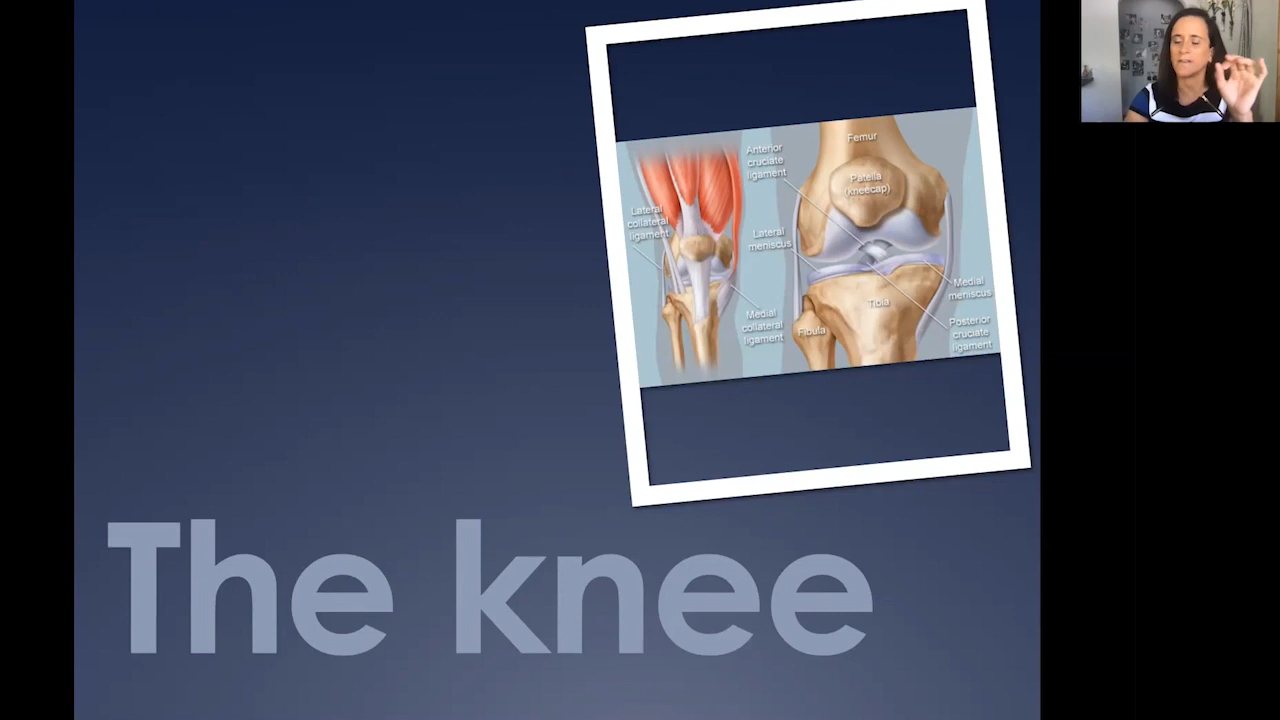 Femur
Anterior
cruciate
ligament
Patella
(kneecap)
Lateral
collateral
ligament
Lateral
meniscus
Medial
meniscus
Tibia
Medial
collateral
ligament
Fibula
Posterior
cruciate
ligament
The knee